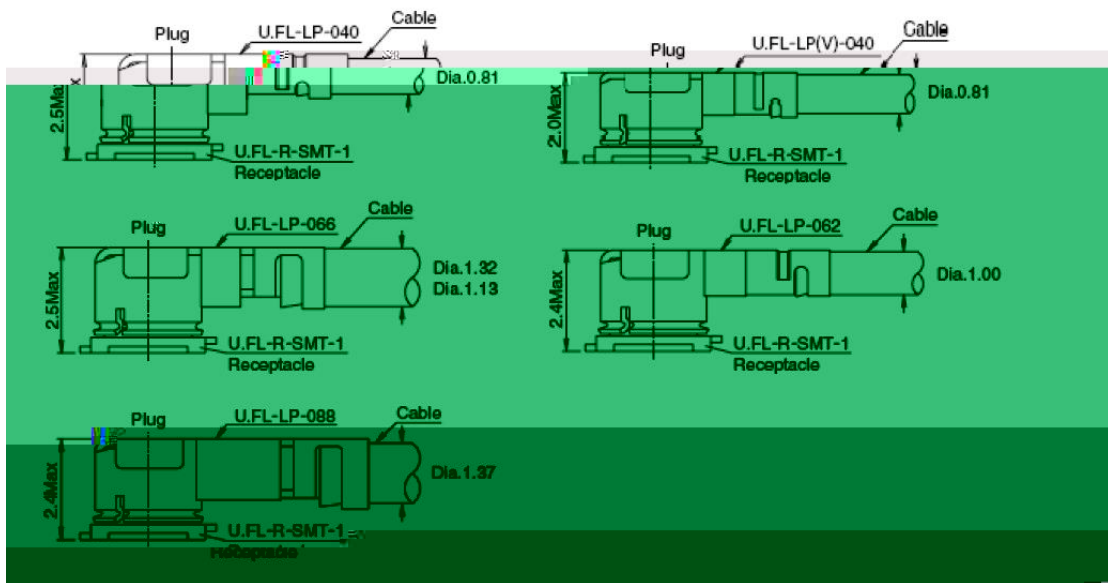 Plug
U.FL-LP-040
Cable
2.5Max
x
Dia.0.81
U.FL-R-SMT-1
Receptacle
Plug
U.FL-LP(V)-040
Cable
2.0Max
Dia.0.81
U.FL-R-SMT-1
Receptacle
Plug
U.FL-LP-066
Cable
2.5Max
Dia.1.32
Dia.1.13
U.FL-R-SMT-1
Receptacle
Plug
U.FL-LP-062
Cable
2.4Max
Dia.1.00
U.FL-R-SMT-1
Receptacle
Plug
U.FL-LP-088
Cable
2.4Max
Dia.1.37
U.FL-R-SMT-1
Receptacle